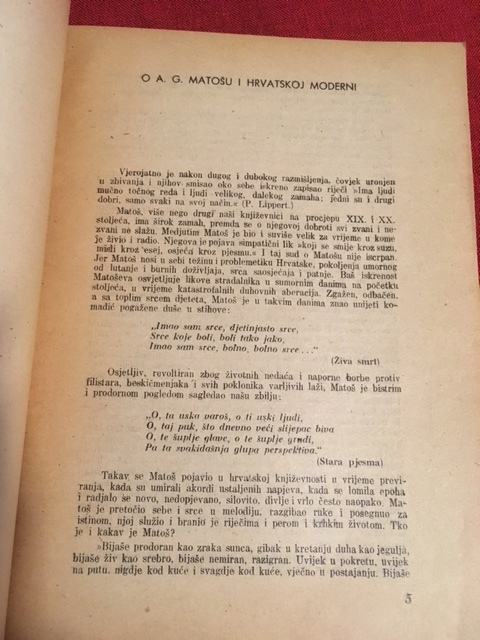 O A. G. MATOŠU I HRVATSKOJ MODERNI
Vjerojatno je nakon dugog i dubokog razmišljenja, čovjek uronjen
u zbivanja i njihov smisao oko sebe iskreno zapisao riječi »Ima ljudi
mučno točnog reda i ljudi velikog, dalekog zamaha; jedni su i drugi
dobri, samo svaki na svoj način.« (P. Lippert.)
Matoš, više nego drugi naši književnici na procjepu XIX. i XX.
stoljeća, ima širok zamah, premda se o njegovoj dobroti svi zvani i ne-
zvani ne slažu. Medjutim Matoš je bio i suviše velik za vrijeme u kome
je živio i radio. Njegova je pojava simpatični lik »koji se smije kroz suzu,
misli kroz esej, osjeća kroz pjesmu.« I taj sud o Matošu nije iscrpan.
Jer Matoš nosi u sebi težinu i problematiku Hrvatske, pokoljenja umornog
od lutanje i burnih doživljaja, srca saosjećaja i patnje. Baš iskrenost
Matoševa osvjetljuje likove stradalnika u sumornim danima na početku
stoljeća, u vrijeme katastrofalnih duhovnih aberacija. Zgažen, odbačen,
a sa toplim srcem djeteta, Matoš je u takvim danima znao unijeti ko-
madić pogažene duše u stihove:
„Imao sam srce, djetinjasto srce,
Srce koje boli, boli tako jako,
Imao sam srce, bolno, bolno srce . . .“
(Živa smrt)
Osjetljiv, revoltiran zbog životnih nedaća i naporne borbe protiv
filistara, beskičmenjaka i svih poklonika varljivih laži, Matoš je bistrim
i prodornom pogledom sagledao našu zbilju:
„O, ta uska varoš, o ti uski ljudi,
O, taj puk, što dnevno veći slijepac biva
O, te šuplje glave, o te šuplje grudi,
Pa ta svakidašnja glupa perspektiva.“
(Stara pjesma)
Takav se Matoš pojavio u hrvatskoj književnosti u vrijeme previ-
ranja, kada su umirali akordi ustaljenih napjeva, kada se lomila epoha
i radjalo se novo, nedopjevano, silovito, divlje i vrlo često naopako. Ma-
toš je pretočio sebe i srce u melodiju, razgibao ruke i posegnuo za
istinom, njoj služio i branio je riječima i perom i krhkim životom. Tko
je i kakav je Matoš?
»Bijaše prodoran kao zraka sunca, gibak u kretanju duha kao jegulja,
bijaše živ kao srebro, bijaše nemiran, razigran. Uvijek u pokretu, uvijek
na putu, nigdje kod kuće i svagdje kod kuće, vječno u postajanju. Bijaše
5